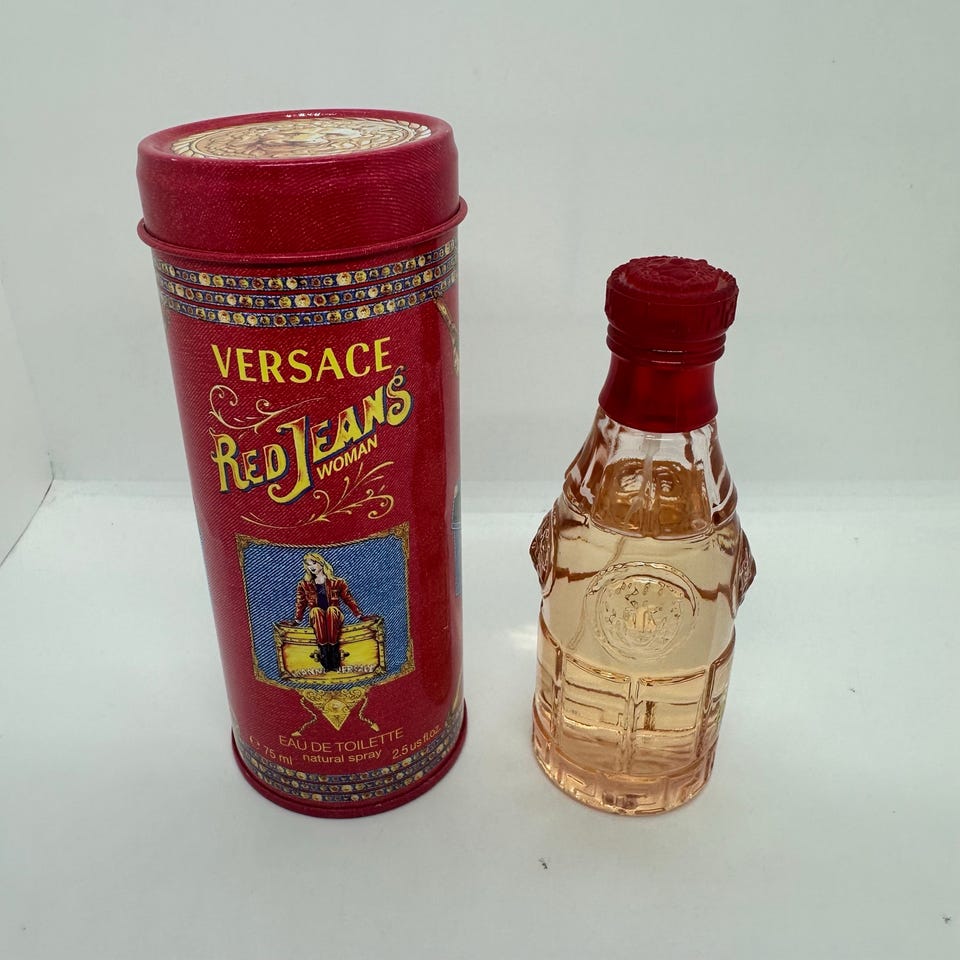 VERSACE
RED JEANS
WOMAN
EAU DE TOILETTE
75 ml natural spray 2.5 us fl.oz.